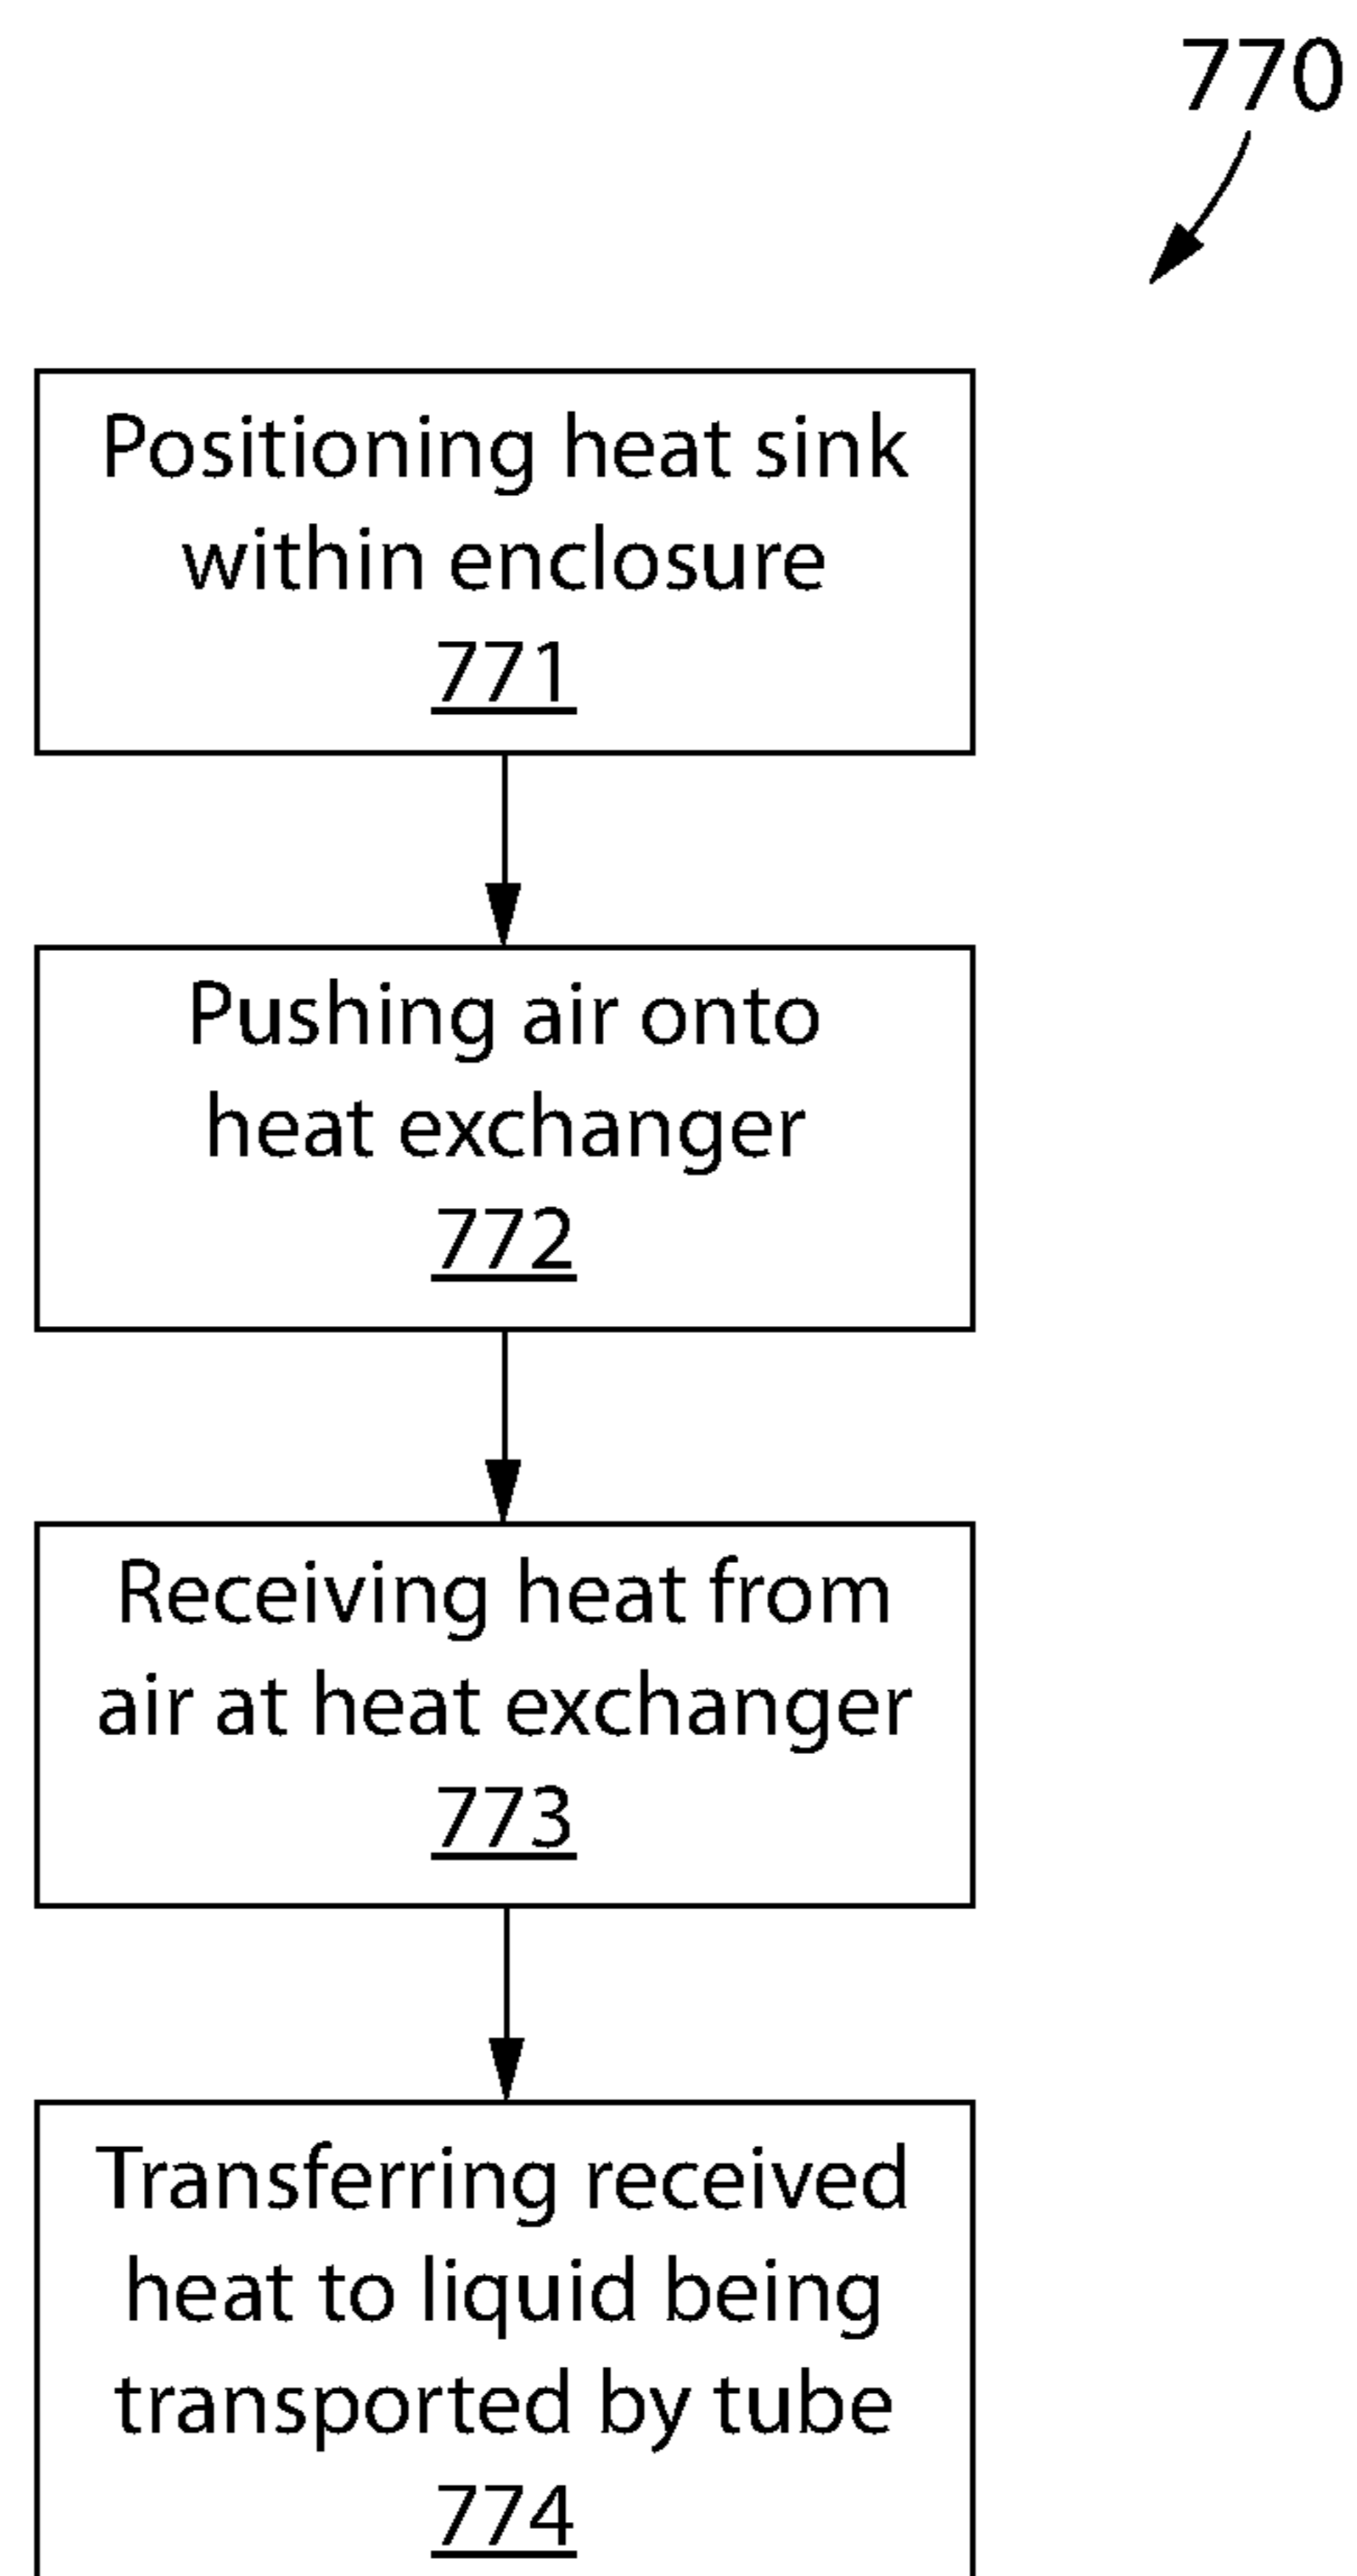 770
Positioning heat sink
within enclosure
771
Pushing air onto
heat exchanger
772
Receiving heat from
air at heat exchanger
773
Transferring received
heat to liquid being
transported by tube
774